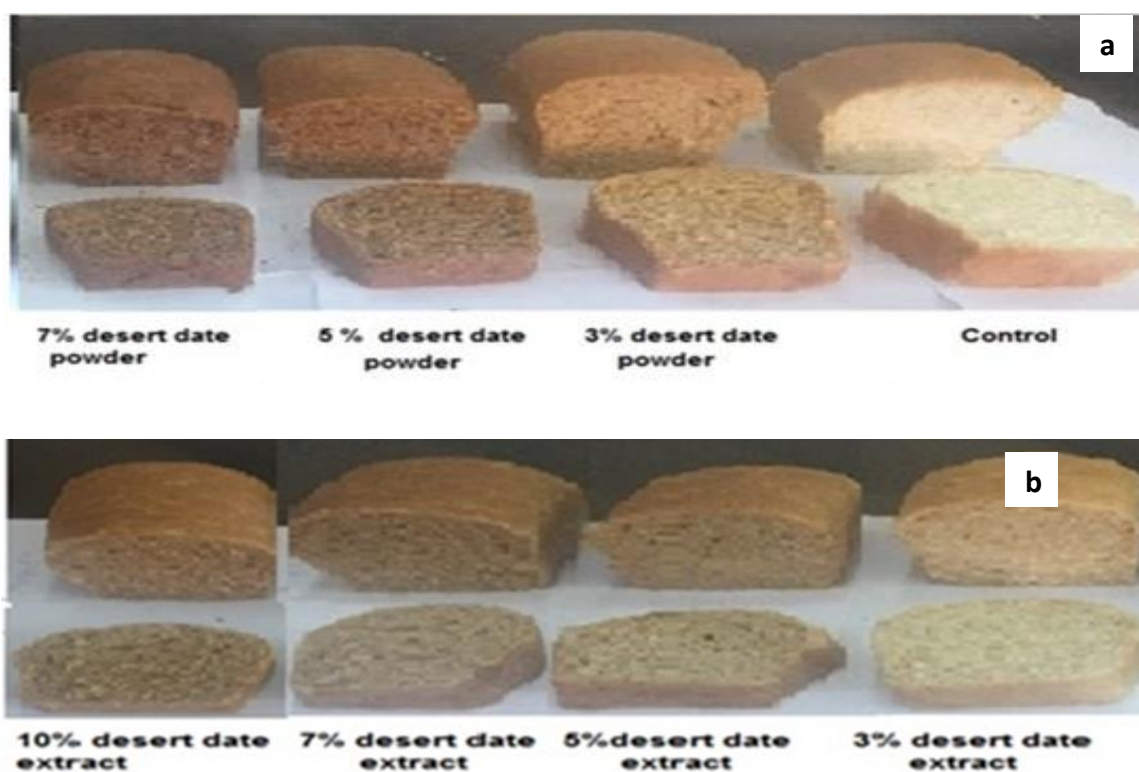 a
7% desert date
powder
5 % desert date
powder
3% desert date
powder
Control
b
10% desert date
extract
7% desert date
extract
5%desert date
extract
3% desert date
extract